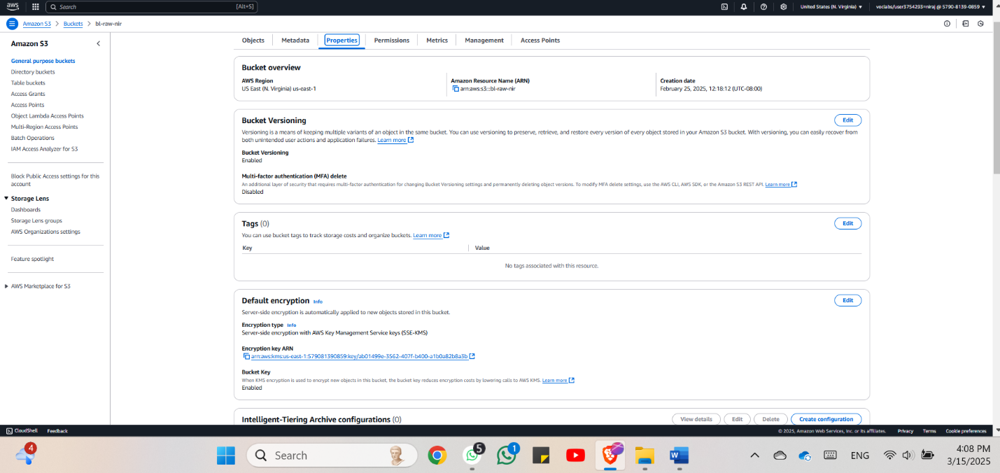 aws
Search
[Alt+S]
United States (N. Virginia)
voclabs/user3754293=niraj @ 5790-8139-0859
Amazon S3 > Buckets > bl-raw-nir
Amazon S3
General purpose buckets
Directory buckets
Table buckets
Access Grants
Access Points
Object Lambda Access Points
Multi-Region Access Points
Batch Operations
IAM Access Analyzer for S3
Block Public Access settings for this
account
Storage Lens
Dashboards
Storage Lens groups
AWS Organizations settings
Feature spotlight
AWS Marketplace for S3
Objects
Metadata
Properties
Permissions
Metrics
Management
Access Points
Bucket overview
AWS Region
US East (N. Virginia) us-east-1
Amazon Resource Name (ARN)
arn:aws:s3:::bl-raw-nir
Creation date
February 25, 2025, 12:18:12 (UTC-08:00)
Bucket Versioning
Edit
Versioning is a means of keeping multiple variants of an object in the same bucket. You can use versioning to preserve, retrieve, and restore every version of every object stored in your Amazon S3 bucket. With versioning, you can easily recover from
both unintended user actions and application failures. Learn more
Bucket Versioning
Enabled
Multi-factor authentication (MFA) delete
An additional layer of security that requires multi-factor authentication for changing Bucket Versioning settings and permanently deleting object versions. To modify MFA delete settings, use the AWS CLI, AWS SDK, or the Amazon S3 REST API. Learn more
Disabled
Tags (0)
Edit
You can use bucket tags to track storage costs and organize buckets. Learn more
Key
Value
No tags associated with this resource.
Default encryption Info
Edit
Server-side encryption is automatically applied to new objects stored in this bucket.
Encryption type Info
Server-side encryption with AWS Key Management Service keys (SSE-KMS)
Encryption key ARN
arn:aws:kms:us-east-1:579081390859:key/ab01499e-3562-407f-b400-a1b0a82b8a3b
Bucket Key
When KMS encryption is used to encrypt new objects in this bucket, the bucket key reduces encryption costs by lowering calls to AWS KMS. Learn more
Enabled
Intelligent-Tiering Archive configurations (0)
View details
Edit
Delete
Create configuration
CloudShell
Feedback
© 2025, Amazon Web Services, Inc. or its affiliates.
Privacy
Terms
Cookie preferences
4
Search
5
1
W
ENG
4:08 PM
3/15/2025